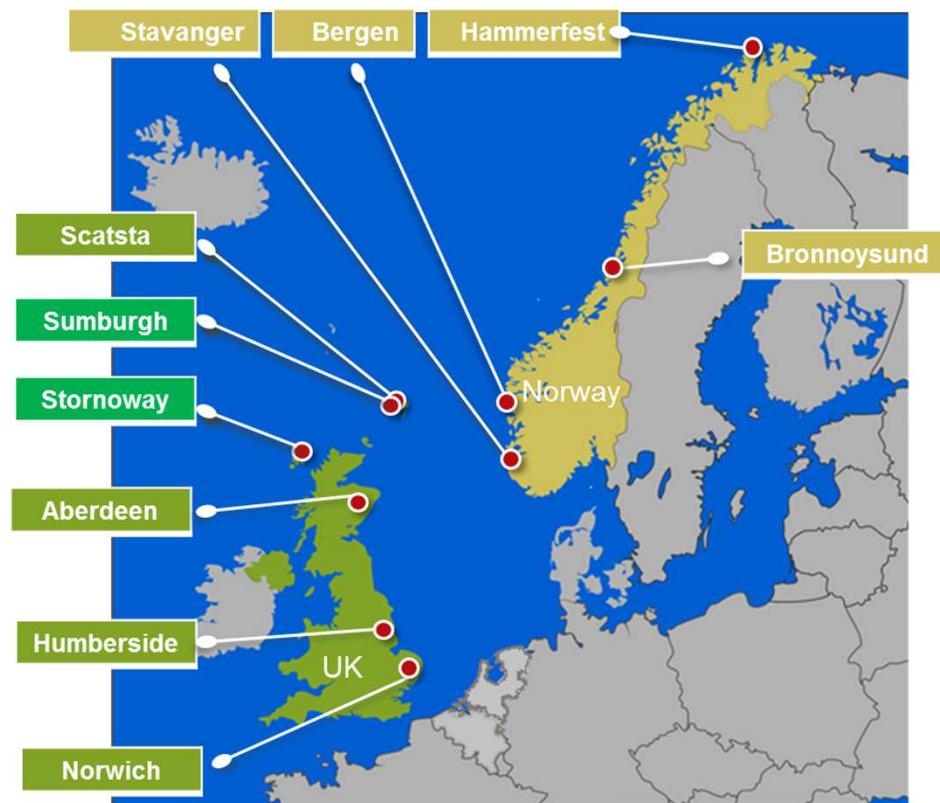 Stavanger
Bergen
Hammerfest
Scatsta
Bronnoysund
Sumburgh
Norway
Stornoway
Aberdeen
Humberside
UK
Norwich